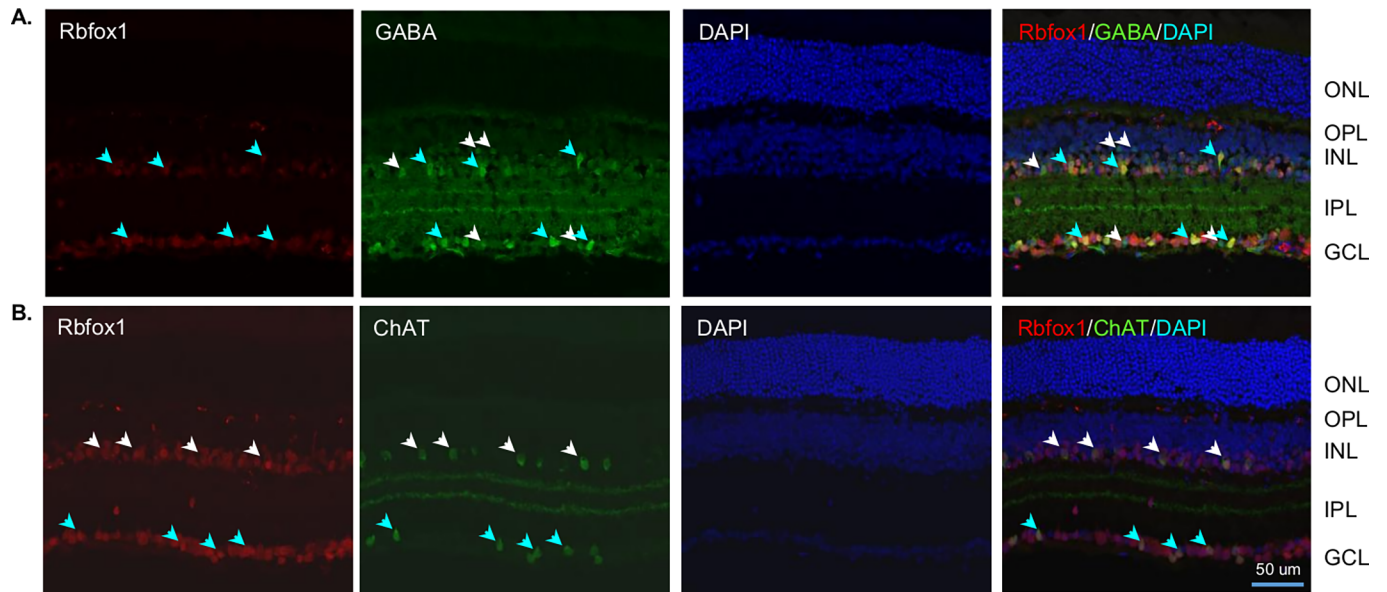 A.
Rbfox1
GABA
DAPI
Rbfox1/GABA/DAPI
ONL
OPL
INL
IPL
GCL
B.
Rbfox1
ChAT
DAPI
Rbfox1/ChAT/DAPI
ONL
OPL
INL
IPL
GCL
50 um